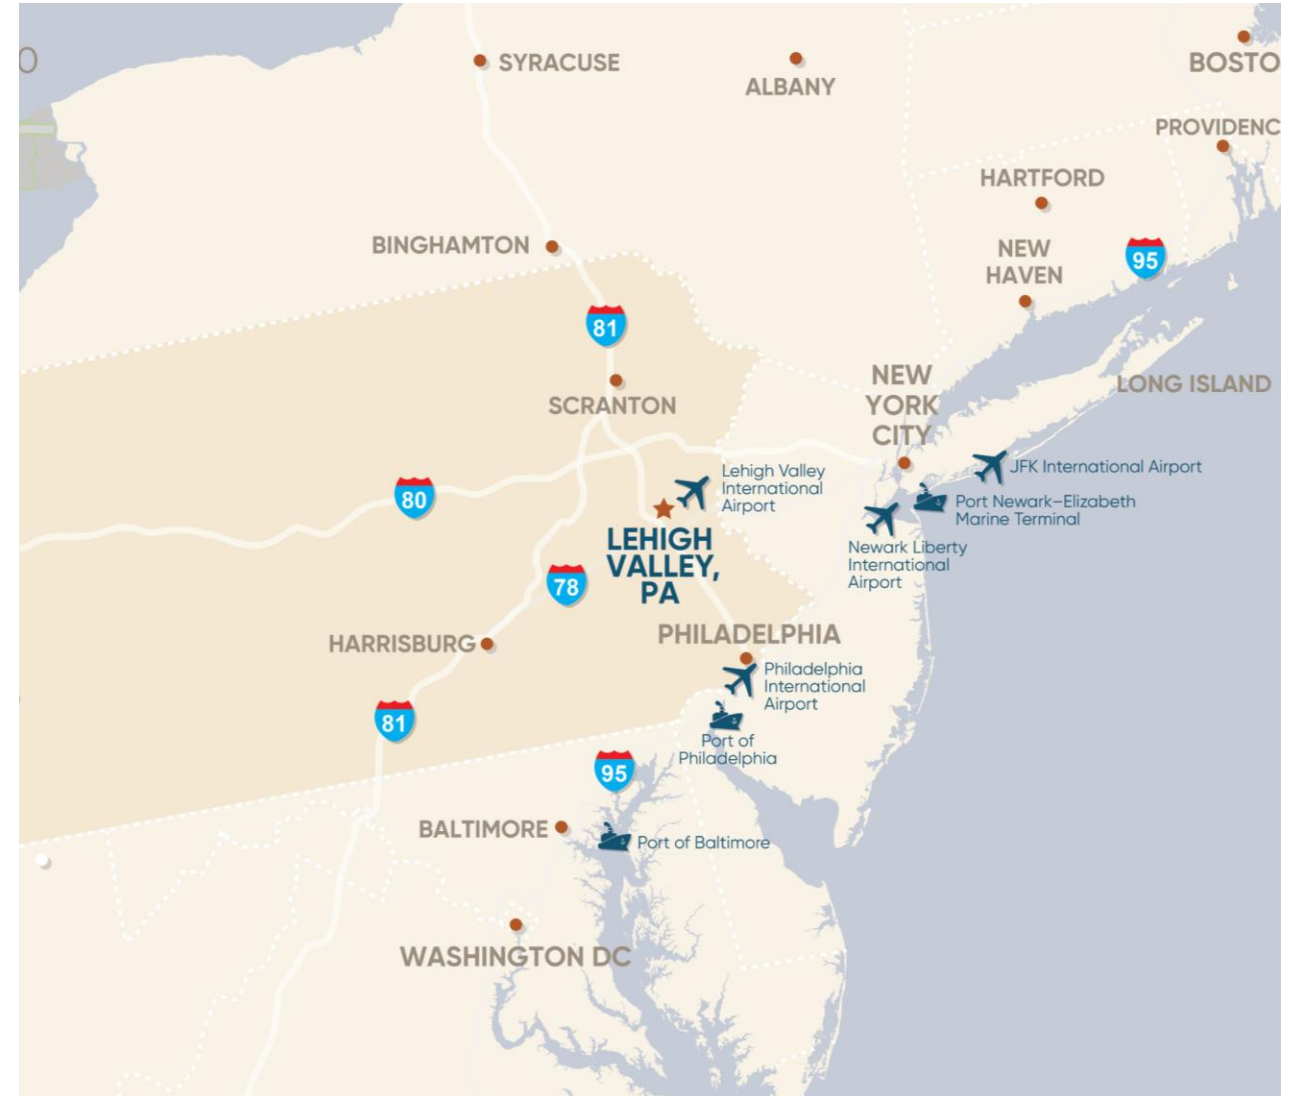 O
SYRACUSE
ALBANY
BOSTO
PROVIDENC
HARTFORD
BINGHAMTON
NEW
HAVEN
95
81
SCRANTON
NEW
YORK
CITY
LONG ISLAND
80
Lehigh Valley
International
Airport
JFK International Airport
Port Newark–Elizabeth
Marine Terminal
LEHIGH
VALLEY,
PA
Newark Liberty
International
Airport
78
HARRISBURG
PHILADELPHIA
Philadelphia
International
Airport
81
Port of
Philadelphia
95
BALTIMORE
Port of Baltimore
WASHINGTON DC